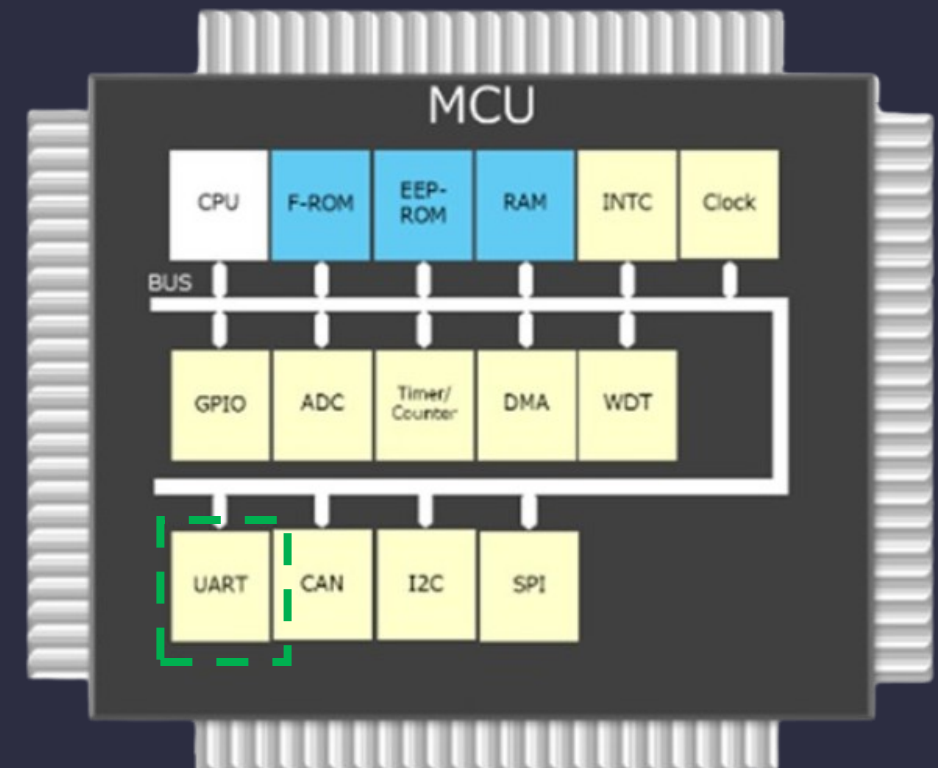 MCU
CPU
F-ROM
EEP-
ROM
RAM
INTC
Clock
BUS
GPIO
ADC
Timer/
Counter
DMA
WDT
UART
CAN
I2C
SPI